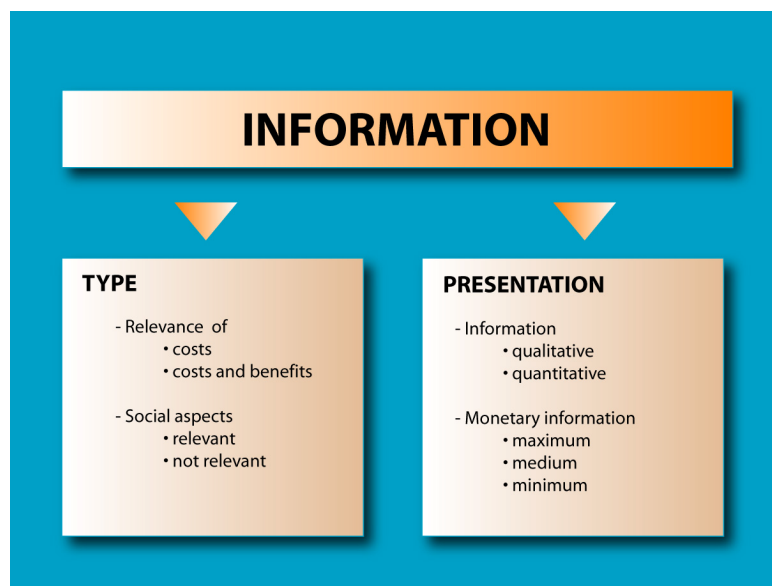 INFORMATION
TYPE
- Relevance of
• costs
• costs and benefits
- Social aspects
• relevant
• not relevant
PRESENTATION
- Information
• qualitative
• quantitative
- Monetary information
• maximum
• medium
• minimum